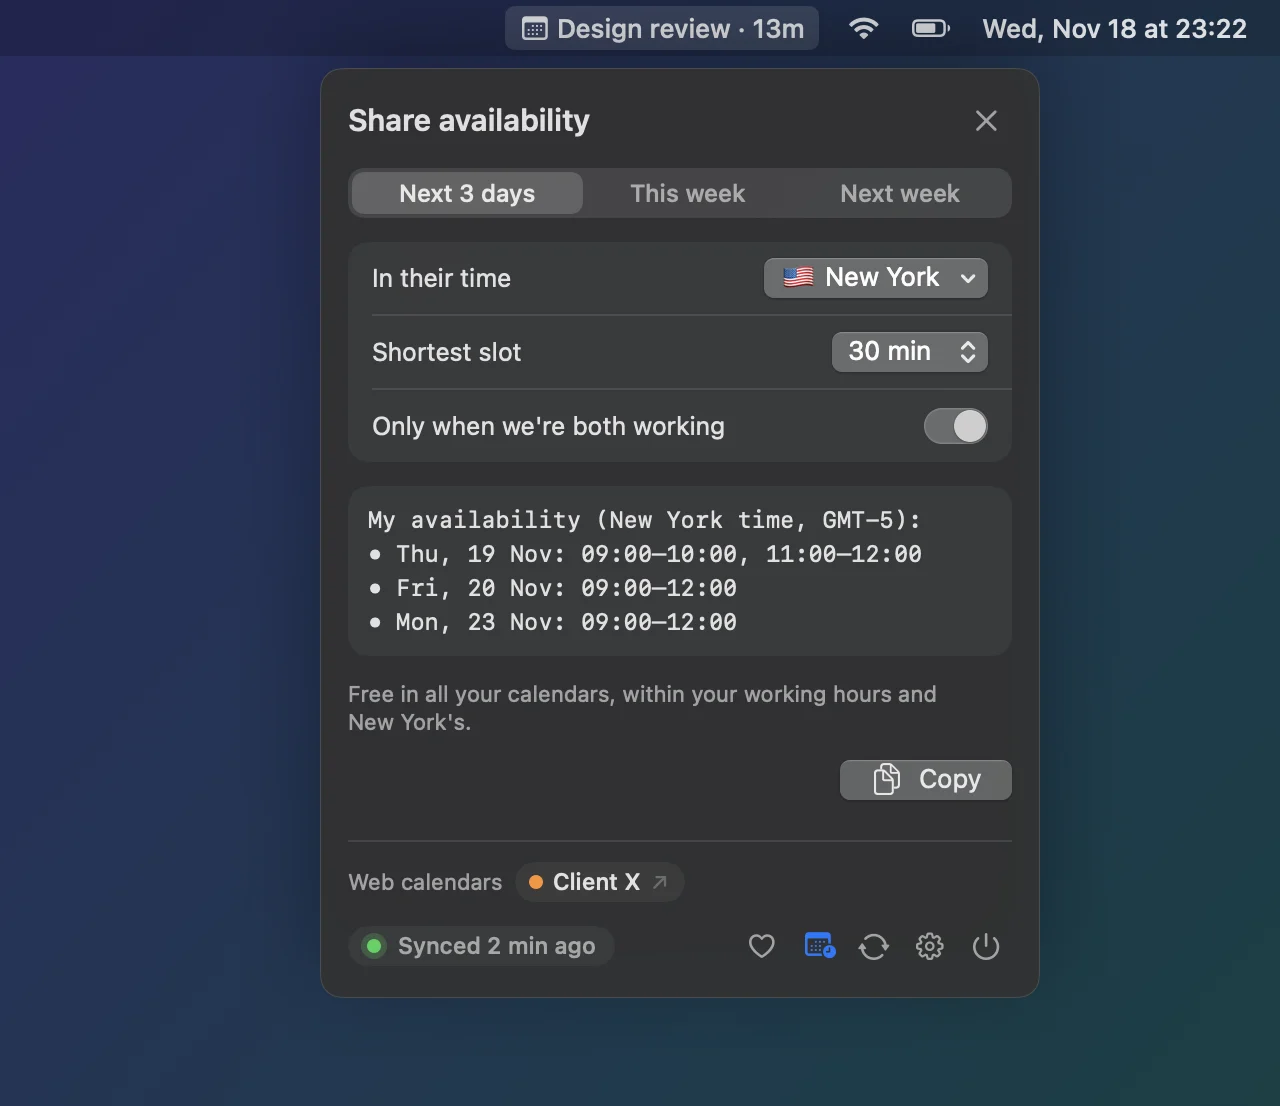 Design review · 13m
Wed, Nov 18 at 23:22
Share availability
Next 3 days
This week
Next week
In their time
New York
Shortest slot
30 min
Only when we're both working
My availability (New York time, GMT−5):
• Thu, 19 Nov: 09:00–10:00, 11:00–12:00
• Fri, 20 Nov: 09:00–12:00
• Mon, 23 Nov: 09:00–12:00
Free in all your calendars, within your working hours and
New York's.
Copy
Web calendars
Client X
Synced 2 min ago